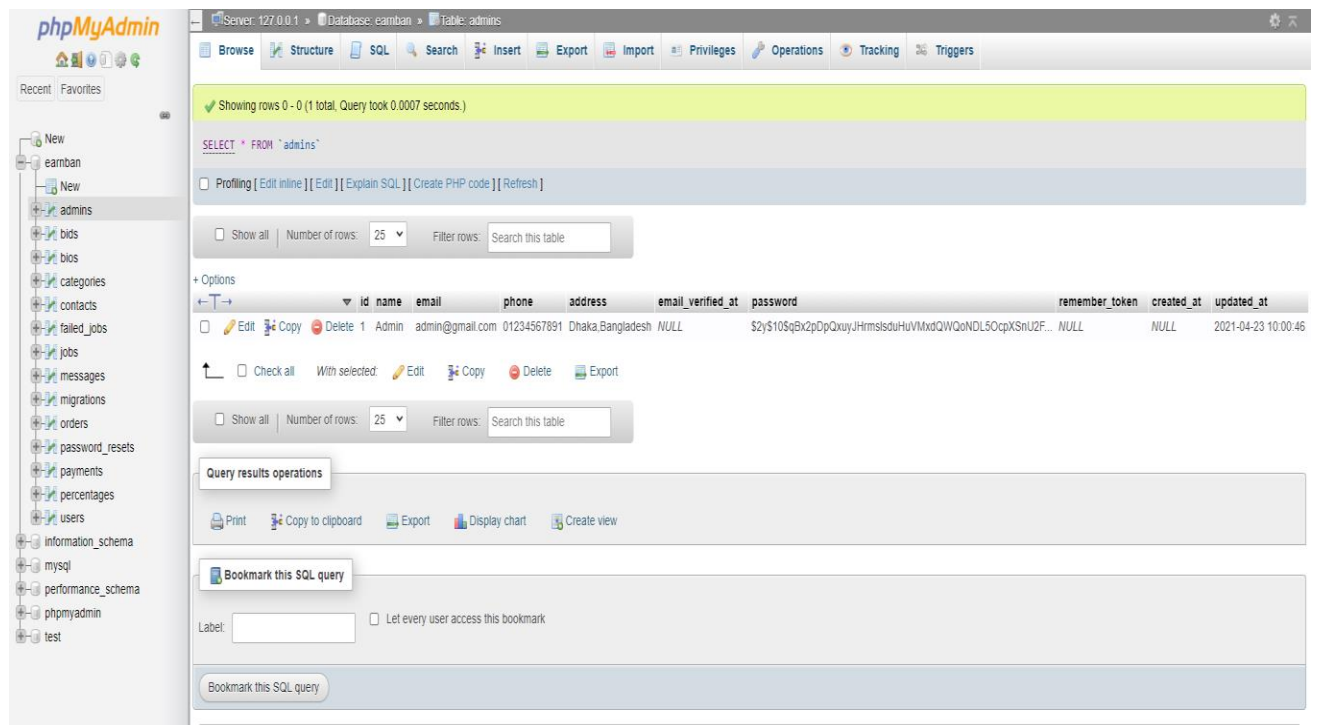 phpMyAdmin
Recent Favorites
New
earnban
New
admins
bids
bios
categories
contacts
failed_jobs
jobs
messages
migrations
orders
password_resets
payments
percentages
users
information_schema
mysql
performance_schema
phpmyadmin
test
Server: 127.0.0.1 » Database: earnban » Table: admins
Browse Structure SQL Search Insert Export Import Privileges Operations Tracking Triggers
Showing rows 0 - 0 (1 total, Query took 0.0007 seconds.)
SELECT * FROM `admins`
Profiling [ Edit inline ] [ Edit ] [ Explain SQL ] [ Create PHP code ] [ Refresh ]
Show all | Number of rows: 25 Filter rows: Search this table
+ Options
←T→ id name email phone address email_verified_at password remember_token created_at updated_at
Edit Copy Delete 1 Admin admin@gmail.com 01234567891 Dhaka,Bangladesh NULL $2y$10$qBx2pDpQxuyJHrmsIsduHuVMxdQWQoNDL5OcpXSnU2F... NULL NULL 2021-04-23 10:00:46
Check all With selected: Edit Copy Delete Export
Show all | Number of rows: 25 Filter rows: Search this table
Query results operations
Print Copy to clipboard Export Display chart Create view
Bookmark this SQL query
Label: Let every user access this bookmark
Bookmark this SQL query